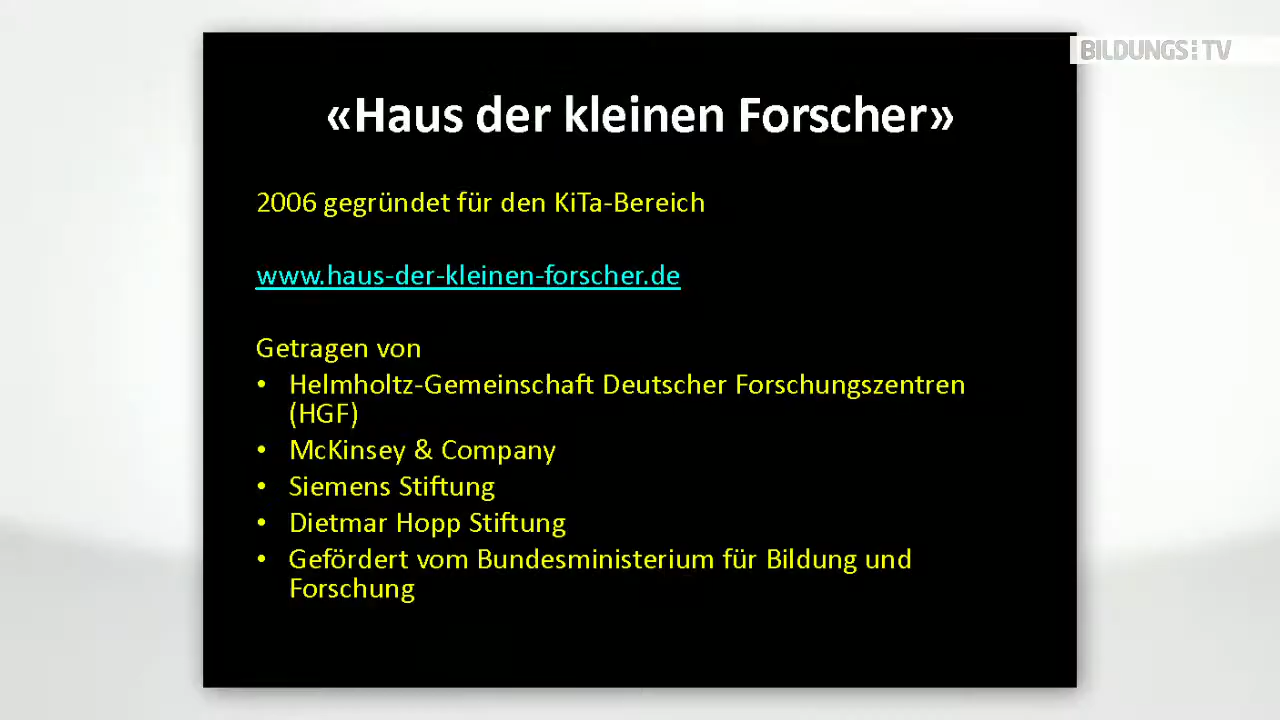 BILDUNGS TV
«Haus der kleinen Forscher»
2006 gegründet für den KiTa-Bereich
www.haus-der-kleinen-forscher.de
Getragen von
• Helmholtz-Gemeinschaft Deutscher Forschungszentren
(HGF)
• McKinsey & Company
• Siemens Stiftung
• Dietmar Hopp Stiftung
• Gefördert vom Bundesministerium für Bildung und
Forschung